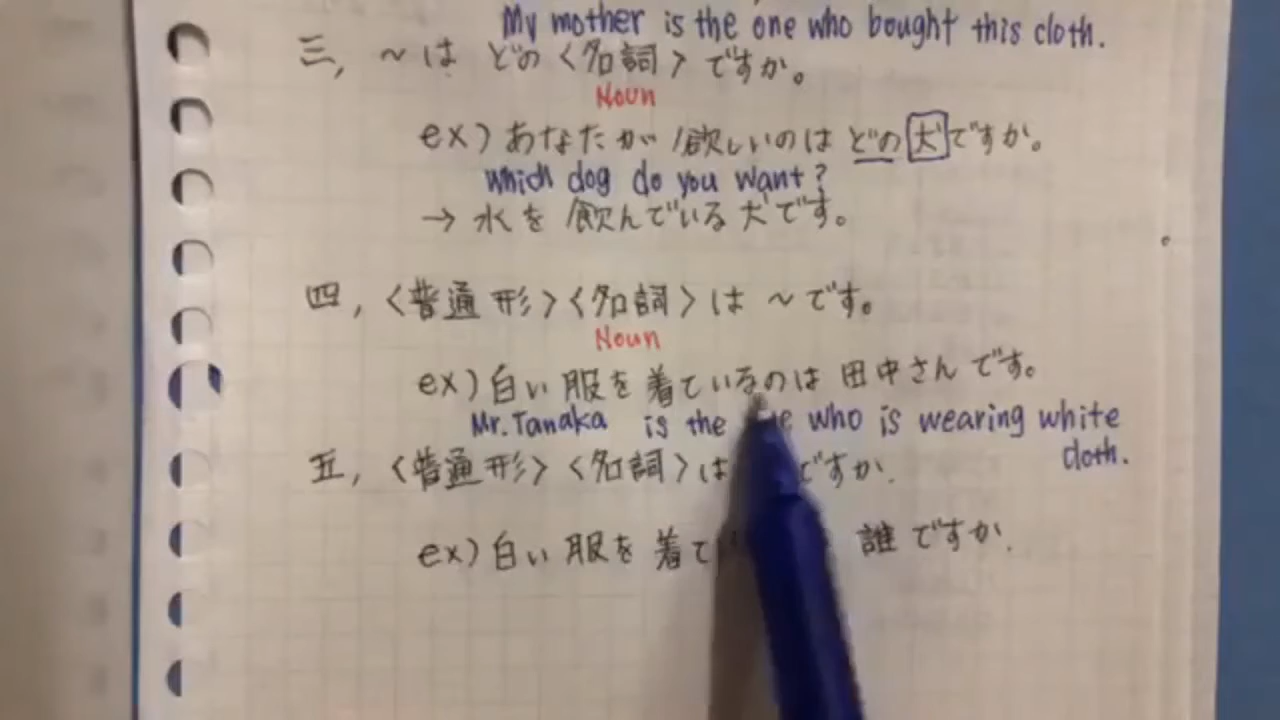 My mother is the one who bought this cloth.
三, ～は どの〈名詞〉ですか。
Noun
ex) あなたが 欲しいのは どの犬ですか。
which dog do you want?
→ 水を 飲んでいる 犬です。
四, 〈普通形〉〈名詞〉は ～です。
Noun
ex) 白い 服を 着ているのは 田中さんです。
Mr. Tanaka is the who is wearing white
cloth.
五, 〈普通形〉〈名詞〉は ですか.
ex) 白い 服を 着て 誰ですか.